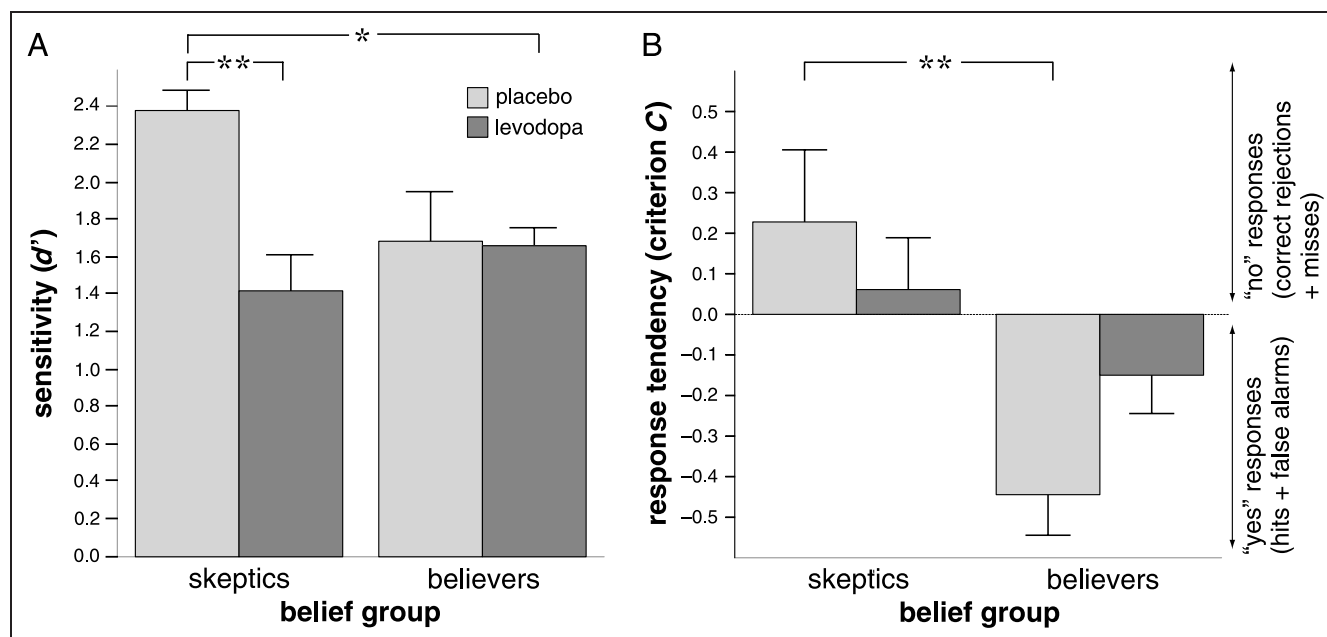 A
*
**
placebo
levodopa
2.4
2.2
2.0
1.8
1.6
1.4
1.2
1.0
0.8
0.6
0.4
0.2
0.0
sensitivity (d')
skeptics believers
belief group
B
**
0.5
0.4
0.3
0.2
0.1
0.0
–0.1
–0.2
–0.3
–0.4
–0.5
response tendency (criterion C)
skeptics believers
belief group
“no” responses
(correct rejections
+ misses)
“yes” responses
(hits + false alarms)